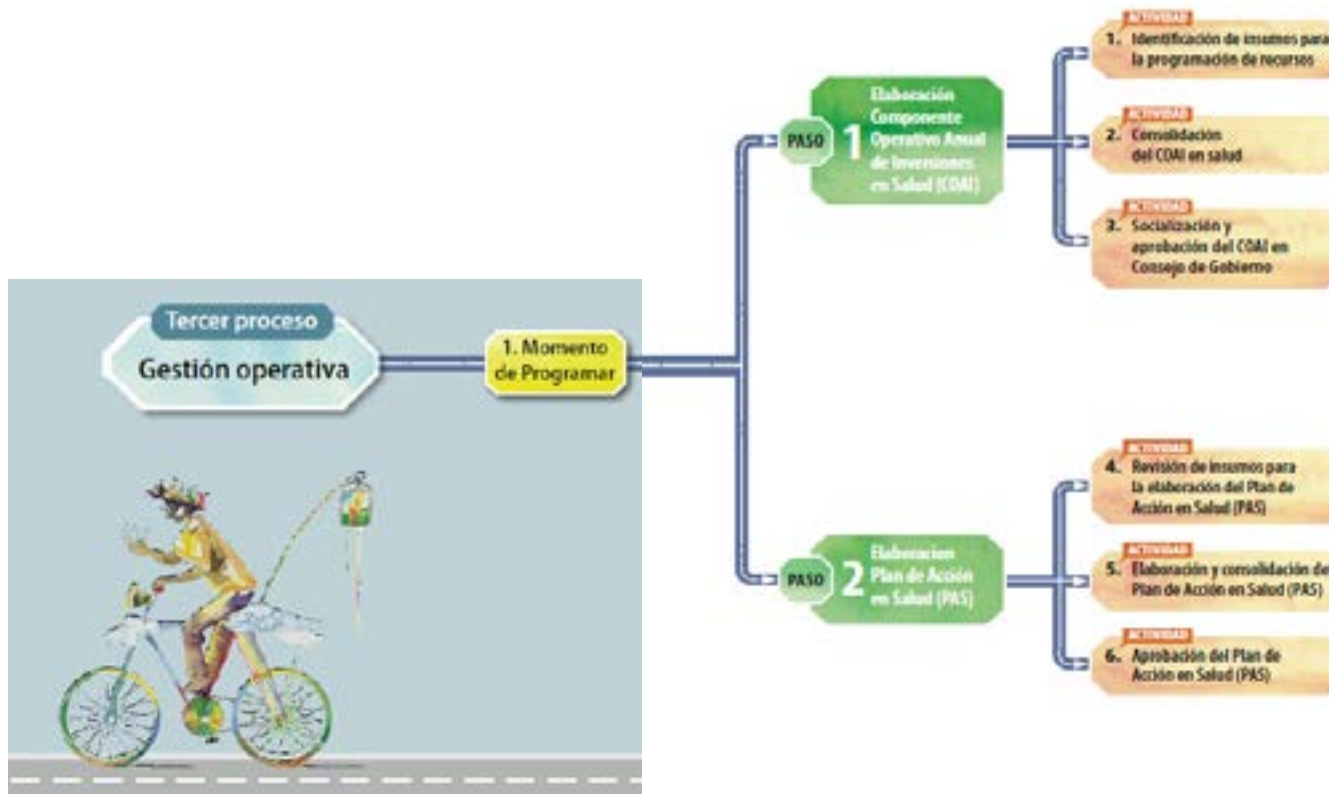 Tercer proceso
Gestión operativa
1. Momento
de Programar
PASO
1
Elaboración
Componente
Operativo Anual
de Inversiones
en Salud (COAI)
ACTIVIDAD
1. Identificación de insumos para
la programación de recursos
ACTIVIDAD
2. Consolidación
del COAI en salud
ACTIVIDAD
3. Socialización y
aprobación del COAI en
Consejo de Gobierno
PASO
2
Elaboracion
Plan de Acción
en Salud (PAS)
ACTIVIDAD
4. Revisión de insumos para
la elaboración del Plan de
Acción en Salud (PAS)
ACTIVIDAD
5. Elaboración y consolidación de
Plan de Acción en Salud (PAS)
ACTIVIDAD
6. Aprobación del Plan de
Acción en Salud (PAS)